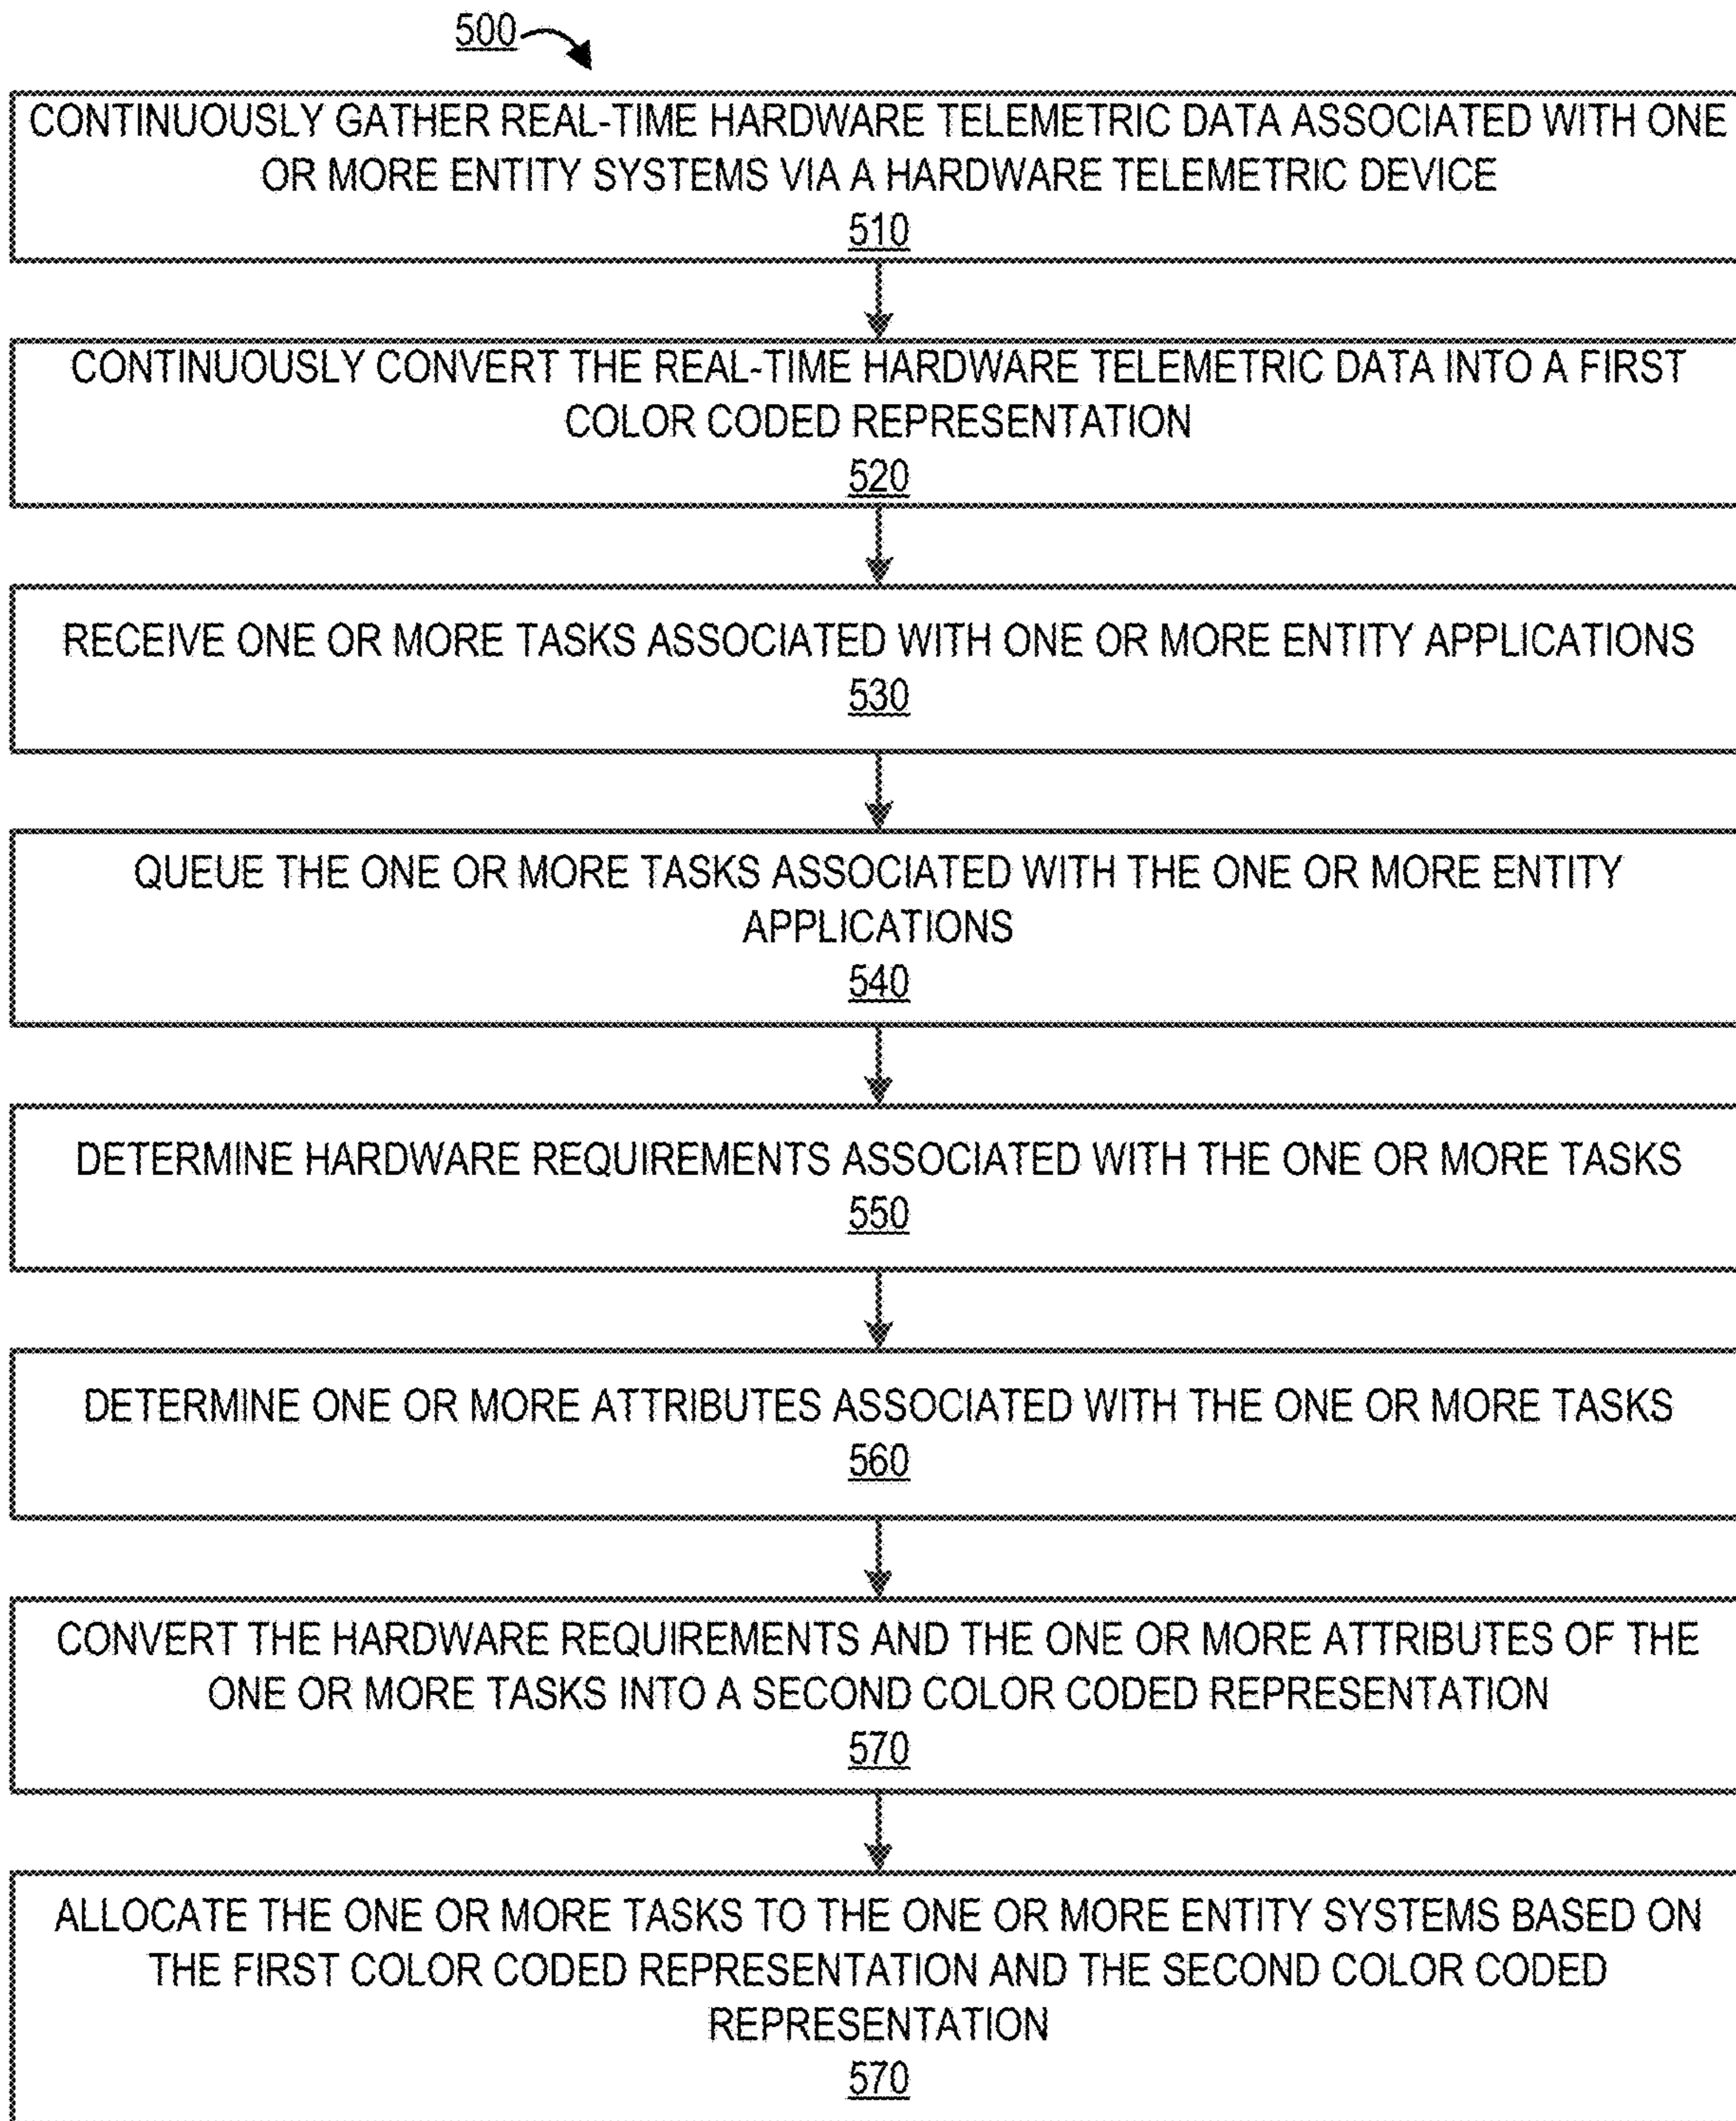 500
CONTINUOUSLY GATHER REAL-TIME HARDWARE TELEMETRIC DATA ASSOCIATED WITH ONE
OR MORE ENTITY SYSTEMS VIA A HARDWARE TELEMETRIC DEVICE
510
CONTINUOUSLY CONVERT THE REAL-TIME HARDWARE TELEMETRIC DATA INTO A FIRST
COLOR CODED REPRESENTATION
520
RECEIVE ONE OR MORE TASKS ASSOCIATED WITH ONE OR MORE ENTITY APPLICATIONS
530
QUEUE THE ONE OR MORE TASKS ASSOCIATED WITH THE ONE OR MORE ENTITY
APPLICATIONS
540
DETERMINE HARDWARE REQUIREMENTS ASSOCIATED WITH THE ONE OR MORE TASKS
550
DETERMINE ONE OR MORE ATTRIBUTES ASSOCIATED WITH THE ONE OR MORE TASKS
560
CONVERT THE HARDWARE REQUIREMENTS AND THE ONE OR MORE ATTRIBUTES OF THE
ONE OR MORE TASKS INTO A SECOND COLOR CODED REPRESENTATION
570
ALLOCATE THE ONE OR MORE TASKS TO THE ONE OR MORE ENTITY SYSTEMS BASED ON
THE FIRST COLOR CODED REPRESENTATION AND THE SECOND COLOR CODED
REPRESENTATION
570